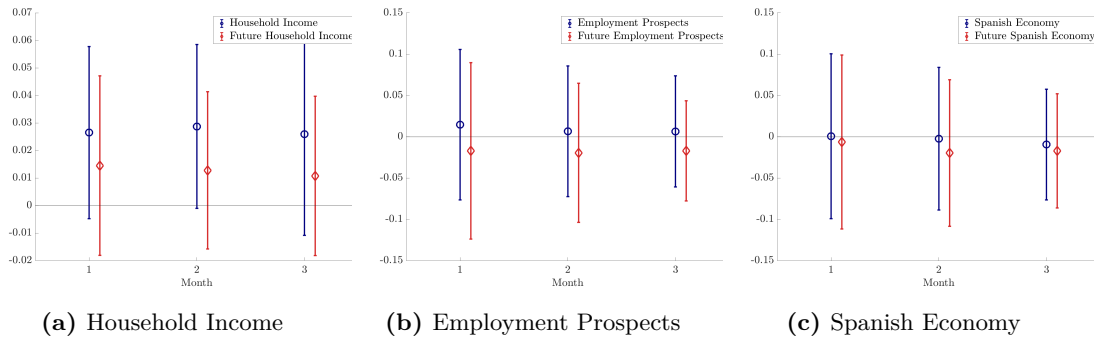 0.07
0.06
0.05
0.04
0.03
0.02
0.01
0
-0.01
-0.02
Household Income
Future Household Income
1
2
3
Month
(a) Household Income
0.15
0.1
0.05
0
-0.05
-0.1
-0.15
Employment Prospects
Future Employment Prospects
1
2
3
Month
(b) Employment Prospects
0.15
0.1
0.05
0
-0.05
-0.1
-0.15
Spanish Economy
Future Spanish Economy
1
2
3
Month
(c) Spanish Economy